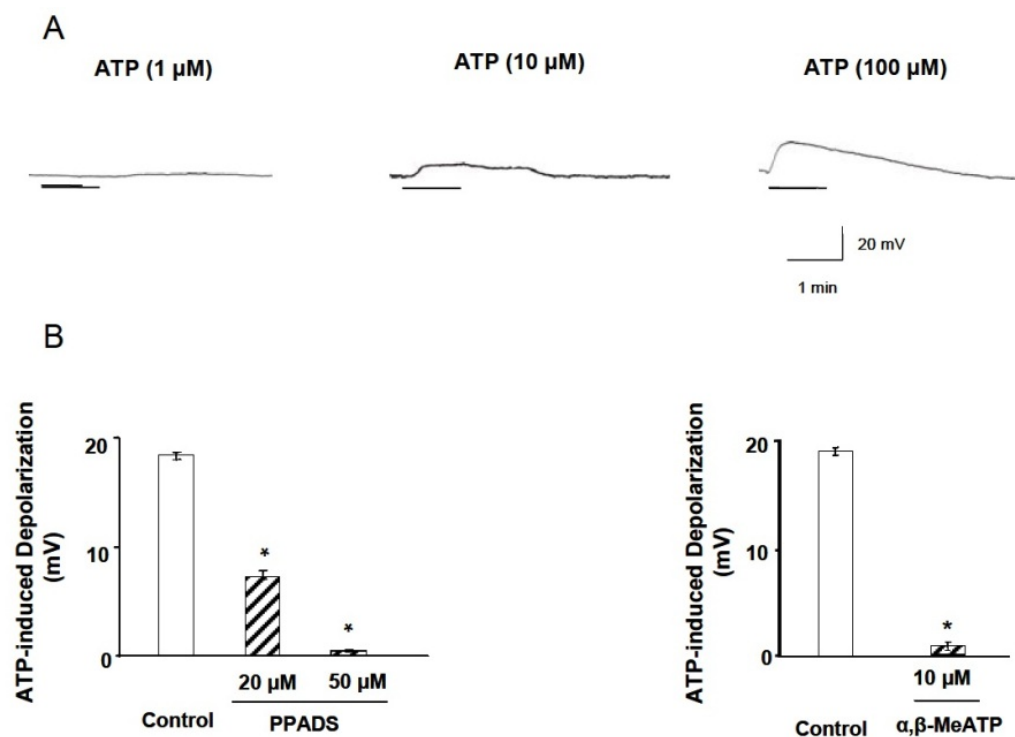 A
ATP (1 µM)
ATP (10 µM)
ATP (100 µM)
20 mV
1 min
B
ATP-induced Depolarization
(mV)
20
10
0
*
*
20 µM
50 µM
Control
PPADS
ATP-induced Depolarization
(mV)
20
10
0
*
10 µM
Control
α,β-MeATP